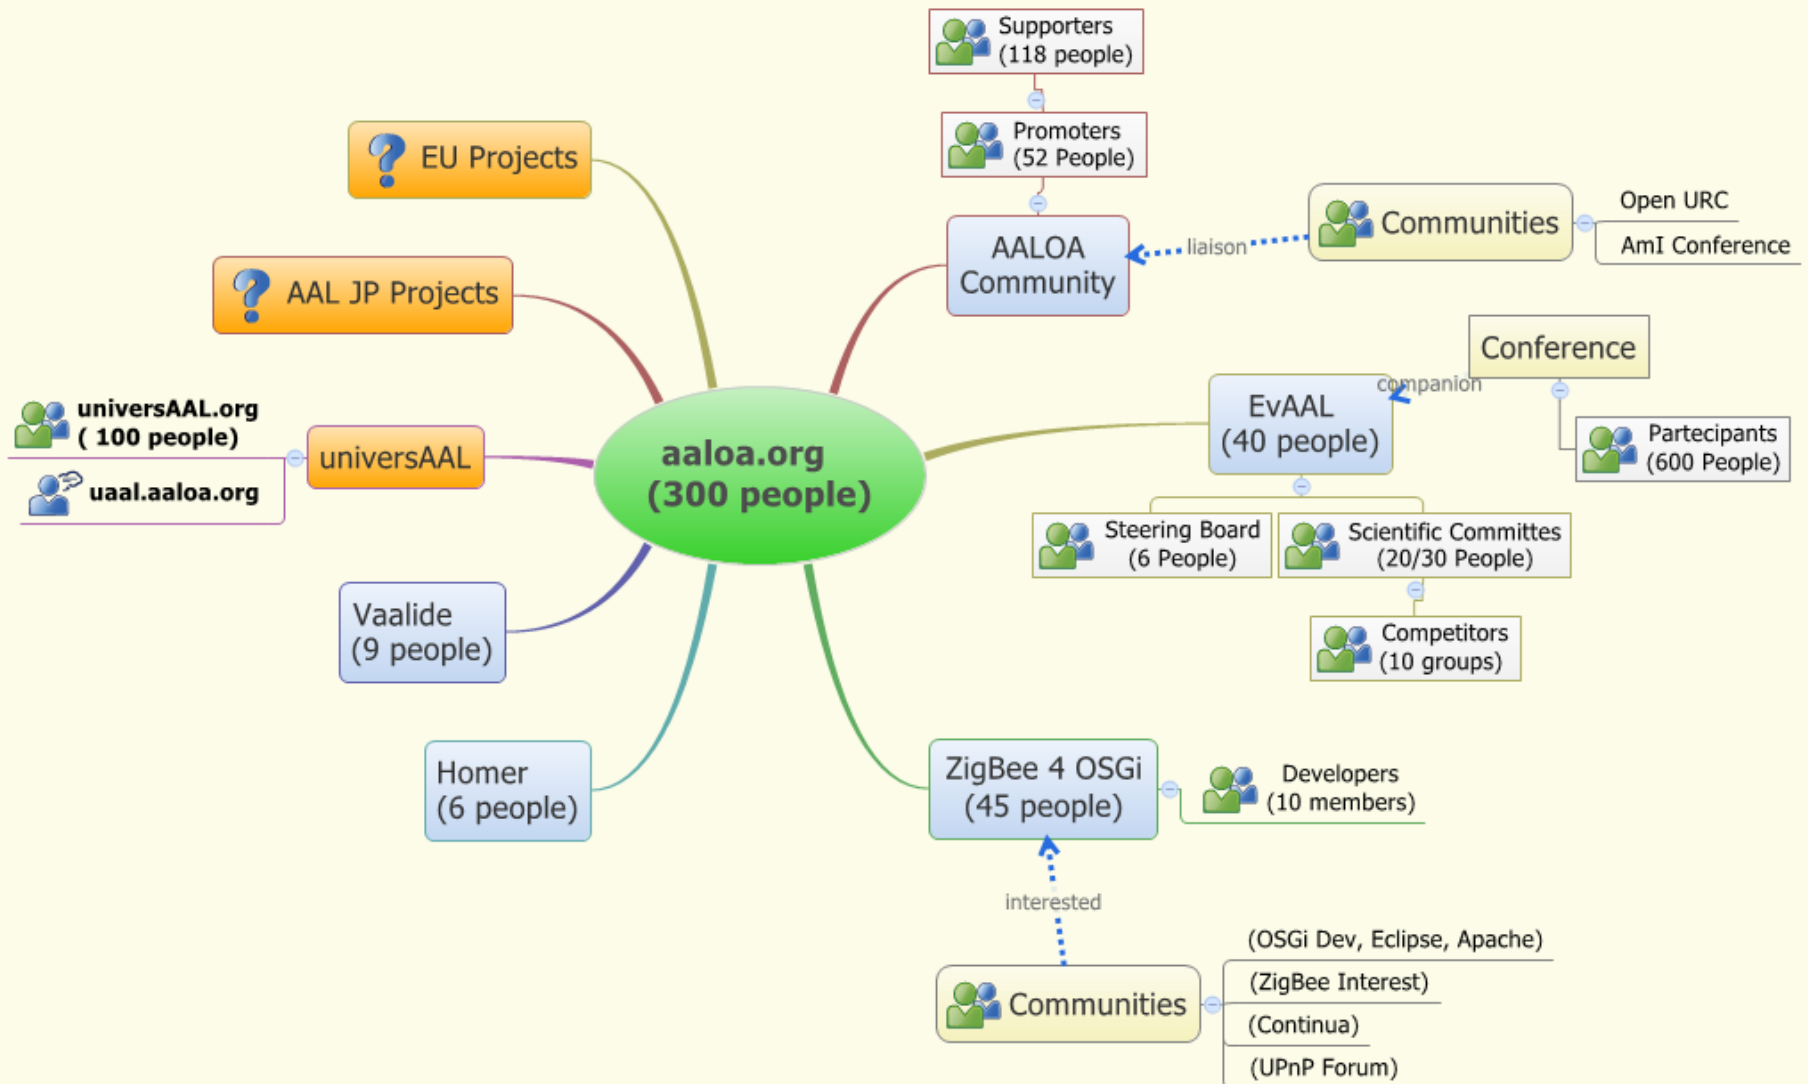 Supporters
(118 people)
Promoters
(52 People)
EU Projects
AALOA
Community
liaison
Communities
Open URC
AmI Conference
AAL JP Projects
Conference
companion
EvAAL
(40 people)
Partecipants
(600 People)
universAAL.org
( 100 people)
universAAL
uaal.aaloa.org
aaloa.org
(300 people)
Steering Board
(6 People)
Scientific Committes
(20/30 People)
Competitors
(10 groups)
Vaalide
(9 people)
Homer
(6 people)
ZigBee 4 OSGi
(45 people)
Developers
(10 members)
interested
Communities
(OSGi Dev, Eclipse, Apache)
(ZigBee Interest)
(Continua)
(UPnP Forum)